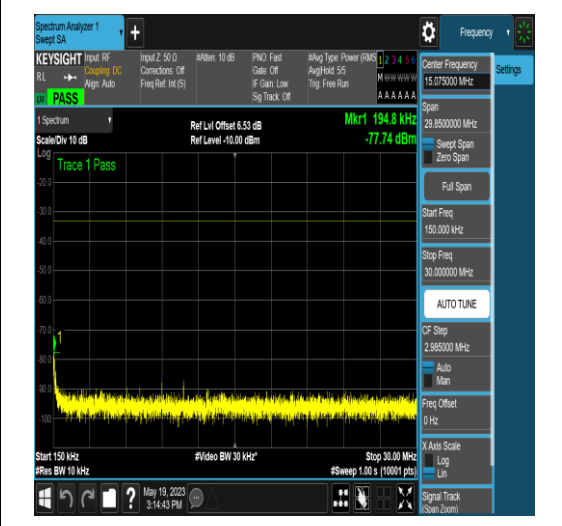 Spectrum Analyzer 1
Swept SA
+
Frequency
KEYSIGHT
RL
PASS
Input: RF
Coupling: DC
Align: Auto
Input Z: 50 Ω
Corrections: Off
Freq Ref: Int (S)
#Atten: 10 dB
PNO: Fast
Gate: Off
IF Gain: Low
Sig Track: Off
#Avg Type: Power (RMS
Avg|Hold: 5/5
Trig: Free Run
1 2 3 4 5 6
M W W W W W
A A A A A A
1 Spectrum
Scale/Div 10 dB
Ref Lvl Offset 6.53 dB
Ref Level -10.00 dBm
Mkr1 194.8 kHz
-77.74 dBm
Log
Trace 1 Pass
-20.0
-30.0
-40.0
-50.0
-60.0
-70.0
-80.0
-90.0
-100
1
Start 150 kHz
#Res BW 10 kHz
#Video BW 30 kHz*
Stop 30.00 MHz
#Sweep 1.00 s (10001 pts)
?
May 19, 2023
3:14:43 PM
Center Frequency
15.075000 MHz
Settings
Span
29.8500000 MHz
Swept Span
Zero Span
Full Span
Start Freq
150.000 kHz
Stop Freq
30.000000 MHz
AUTO TUNE
CF Step
2.985000 MHz
Auto
Man
Freq Offset
0 Hz
X Axis Scale
Log
Lin
Signal Track
(Span Zoom)